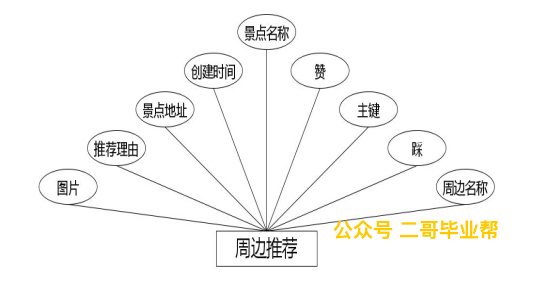 景点名称
创建时间
赞
景点地址
主键
推荐理由
踩
图片
周边名称
公众号 二哥毕业帮
周边推荐